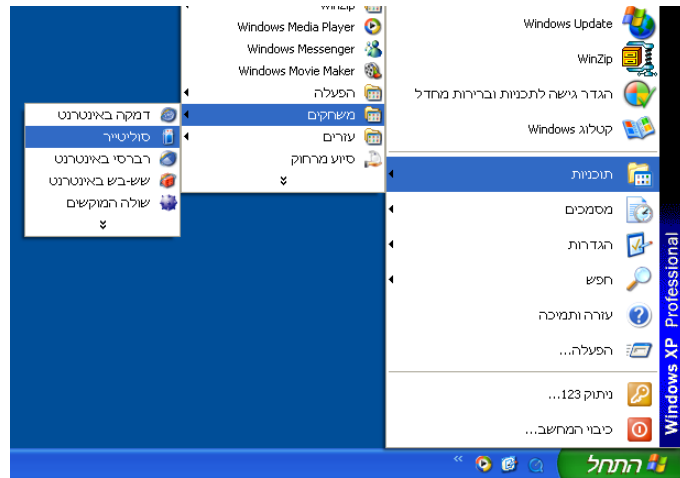 Windows Update
WinZip
הגדר גישה לתכניות וברירות מחדל
קטלוג Windows
תוכניות
מסמכים
הגדרות
חפש
עזרה ותמיכה
הפעלה...
ניתוק 123...
כיבוי המחשב...
Windows XP Professional
WinZip
Windows Media Player
Windows Messenger
Windows Movie Maker
הפעלה
משחקים
עזרים
סיוע מרחוק
דמקה באינטרנט
סוליטייר
רברסי באינטרנט
שש-בש באינטרנט
שולה המוקשים
התחל